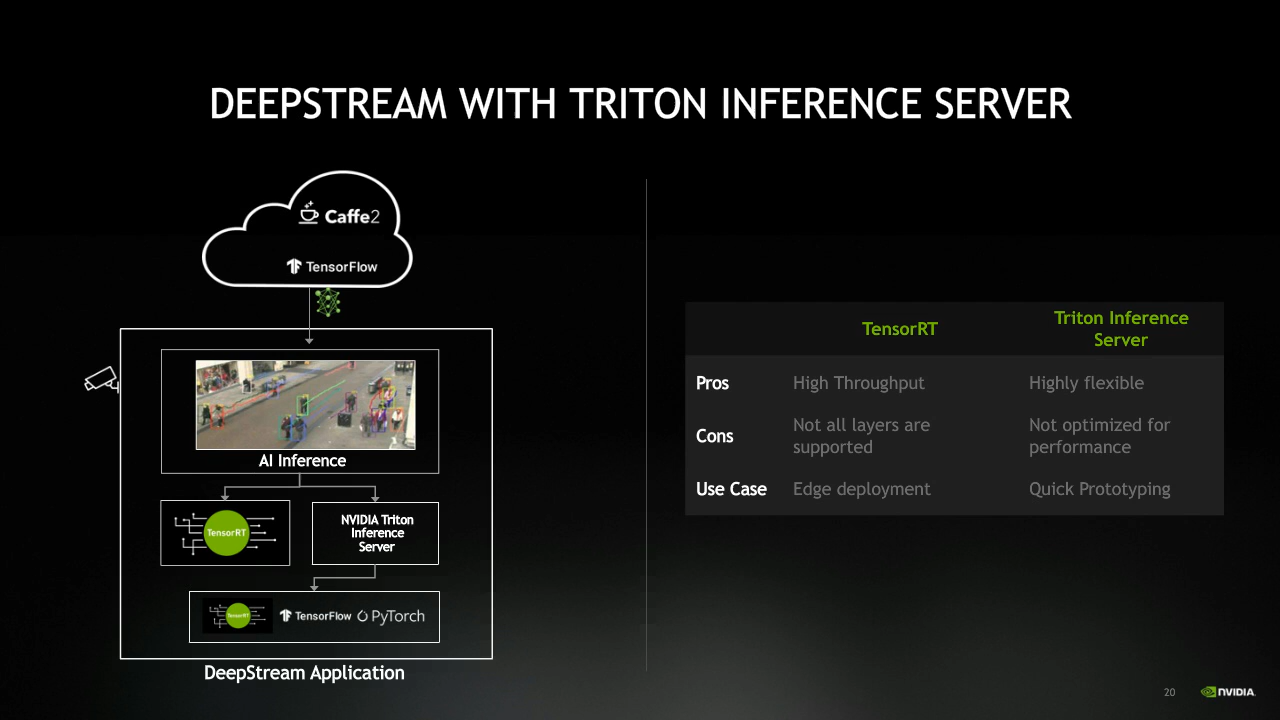 DEEPSTREAM WITH TRITON INFERENCE SERVER
Caffe2
TensorFlow
AI Inference
TensorRT
NVIDIA Triton
Inference
Server
TensorRT
TensorFlow
PyTorch
DeepStream Application
TensorRT
Triton Inference
Server
Pros
High Throughput
Highly flexible
Cons
Not all layers are
supported
Not optimized for
performance
Use Case
Edge deployment
Quick Prototyping
20
NVIDIA.